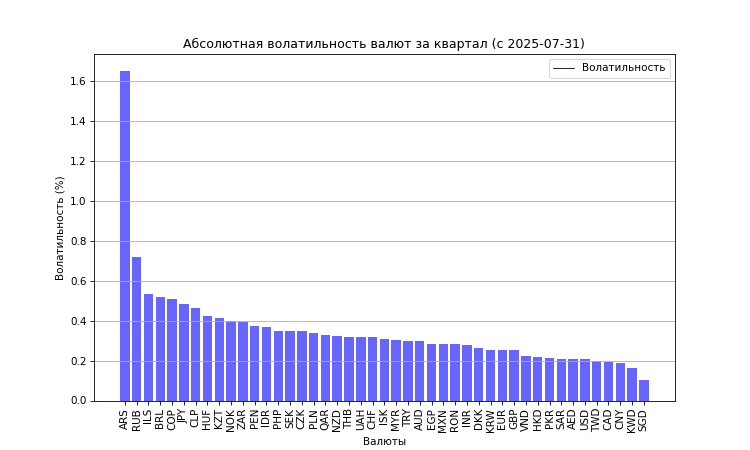 Абсолютная волатильность валют за квартал (с 2025-07-31)
Волатильность
Волатильность (%)
1.6
1.4
1.2
1.0
0.8
0.6
0.4
0.2
0.0
ARS
RUB
ILS
BRL
COP
JPY
CLP
HUF
KZT
NOK
ZAR
PEN
IDR
PHP
SEK
CZK
PLN
QAR
NZD
THB
UAH
CHF
ISK
MYR
TRY
AUD
EGP
MXN
RON
INR
DKK
KRW
EUR
GBP
VND
HKD
PKR
SAR
AED
USD
TWD
CAD
CNY
KWD
SGD
Валюты